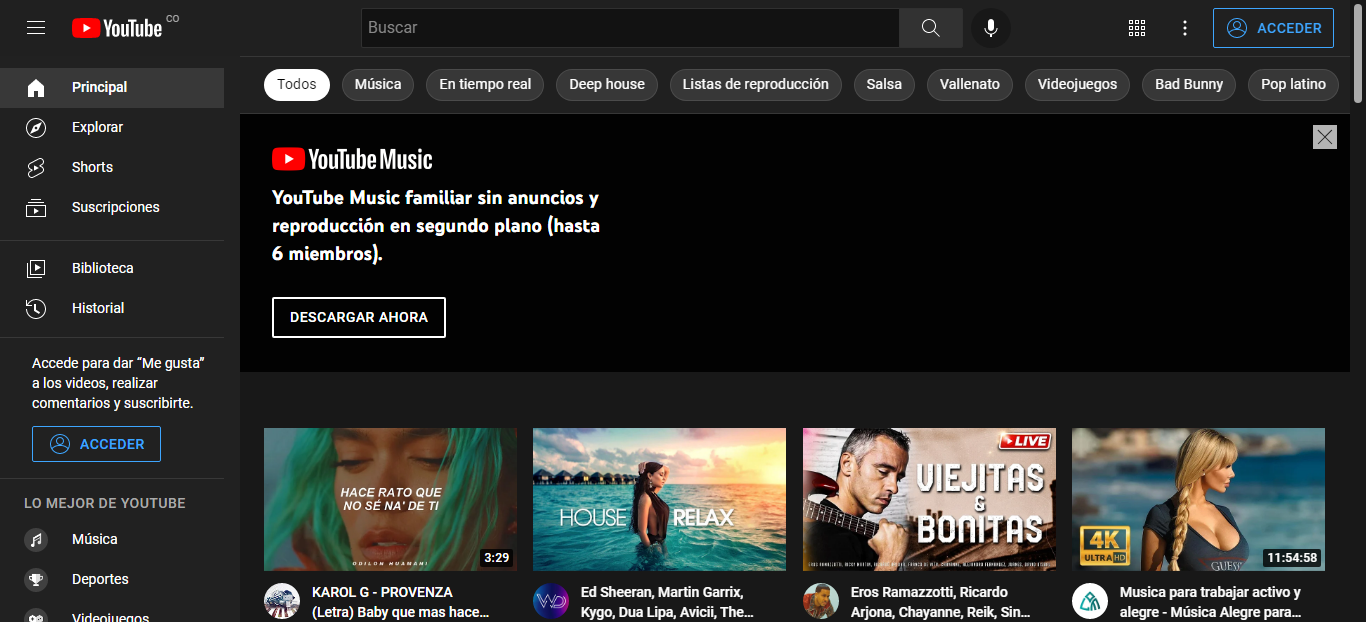 YouTube CO
Buscar
ACCEDER
Principal
Explorar
Shorts
Suscripciones
Biblioteca
Historial
Accede para dar “Me gusta”
a los videos, realizar
comentarios y suscribirte.
ACCEDER
LO MEJOR DE YOUTUBE
Música
Deportes
Videojuegos
Todos
Música
En tiempo real
Deep house
Listas de reproducción
Salsa
Vallenato
Videojuegos
Bad Bunny
Pop latino
YouTube Music
YouTube Music familiar sin anuncios y
reproducción en segundo plano (hasta
6 miembros).
DESCARGAR AHORA
HACE RATO QUE
NO SÉ NA' DE TI
ODILON HUAMANI
3:29
KAROL G - PROVENZA
(Letra) Baby que mas hace...
HOUSE RELAX
WD
Ed Sheeran, Martin Garrix,
Kygo, Dua Lipa, Avicii, The...
LIVE
VIEJITAS
&
BONITAS
Eros Ramazzotti, Ricardo
Arjona, Chayanne, Reik, Sin...
4K
ULTRA HD
GUESS
11:54:58
Musica para trabajar activo y
alegre - Música Alegre para...